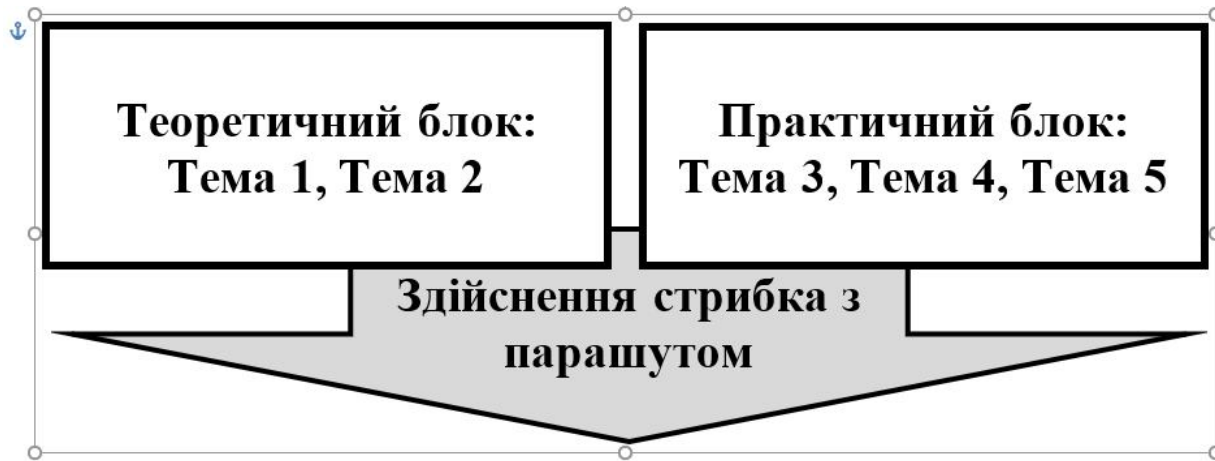 Теоретичний блок:
Тема 1, Тема 2
Практичний блок:
Тема 3, Тема 4, Тема 5
Здійснення стрибка з
парашутом